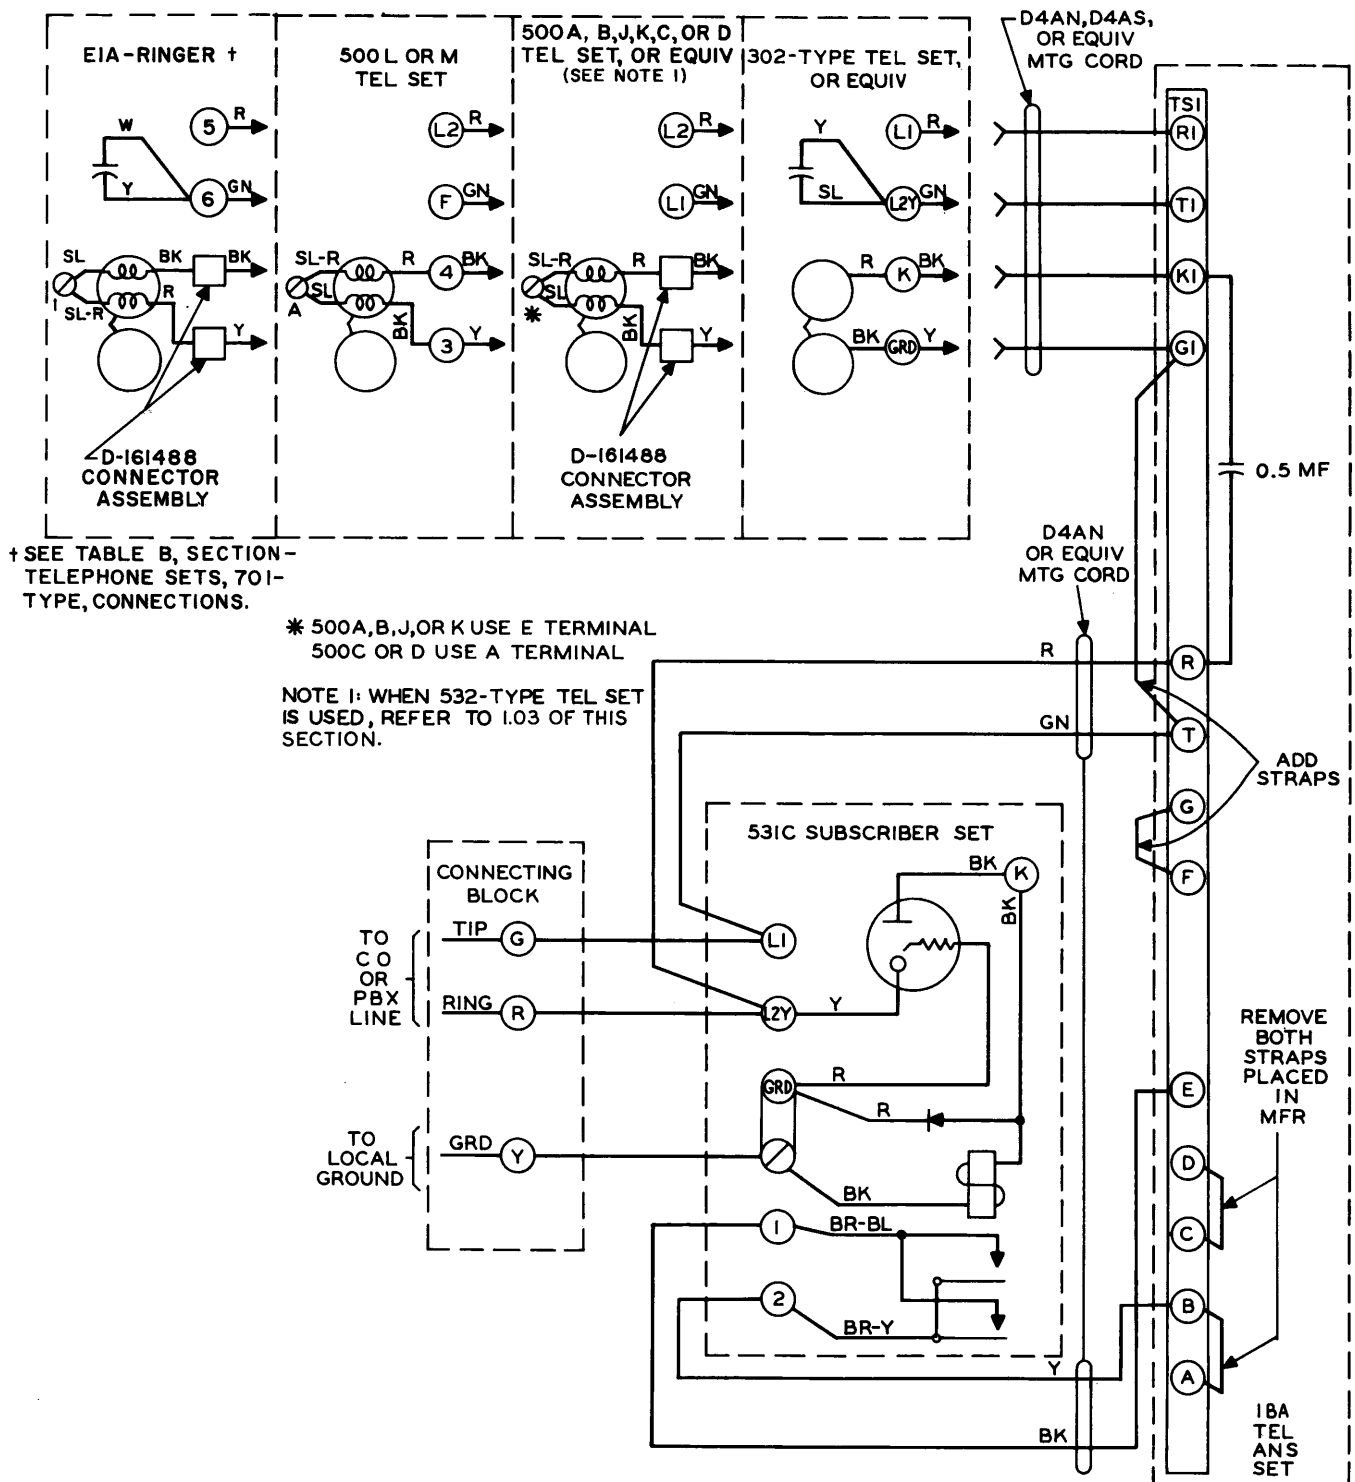 E1A-RINGER †
500 L OR M
TEL SET
500A, B,J,K,C, OR D
TEL SET, OR EQUIV
(SEE NOTE 1)
302-TYPE TEL SET,
OR EQUIV
D4AN, D4AS,
OR EQUIV
MTG CORD
TS1
W
5
R
Y
6
GN
L2
R
F
GN
L2
R
L1
GN
Y
L1
R
SL
L2Y
GN
R1
T1
SL
BK
BK
SL-R
R
Y
1
SL-R
R
4
BK
SL
A
BK
3
Y
SL-R
R
BK
SL
✱
BK
Y
R
K
BK
BK
GRD
Y
K1
G1
D-161488
CONNECTOR
ASSEMBLY
D-161488
CONNECTOR
ASSEMBLY
0.5 MF
† SEE TABLE B, SECTION-
TELEPHONE SETS, 701-
TYPE, CONNECTIONS.
D4AN
OR EQUIV
MTG CORD
✱ 500A,B,J,OR K USE E TERMINAL
500C OR D USE A TERMINAL
NOTE 1: WHEN 532-TYPE TEL SET
IS USED, REFER TO 1.03 OF THIS
SECTION.
R
R
GN
T
ADD
STRAPS
G
F
531C SUBSCRIBER SET
CONNECTING
BLOCK
BK
K
BK
TO
C O
OR
PBX
LINE
TIP
G
L1
RING
R
L2Y
Y
GRD
R
R
TO
LOCAL
GROUND
GRD
Y
BK
1
BR-BL
2
BR-Y
E
D
C
B
A
REMOVE
BOTH
STRAPS
PLACED
IN
MFR
Y
BK
1BA
TEL
ANS
SET